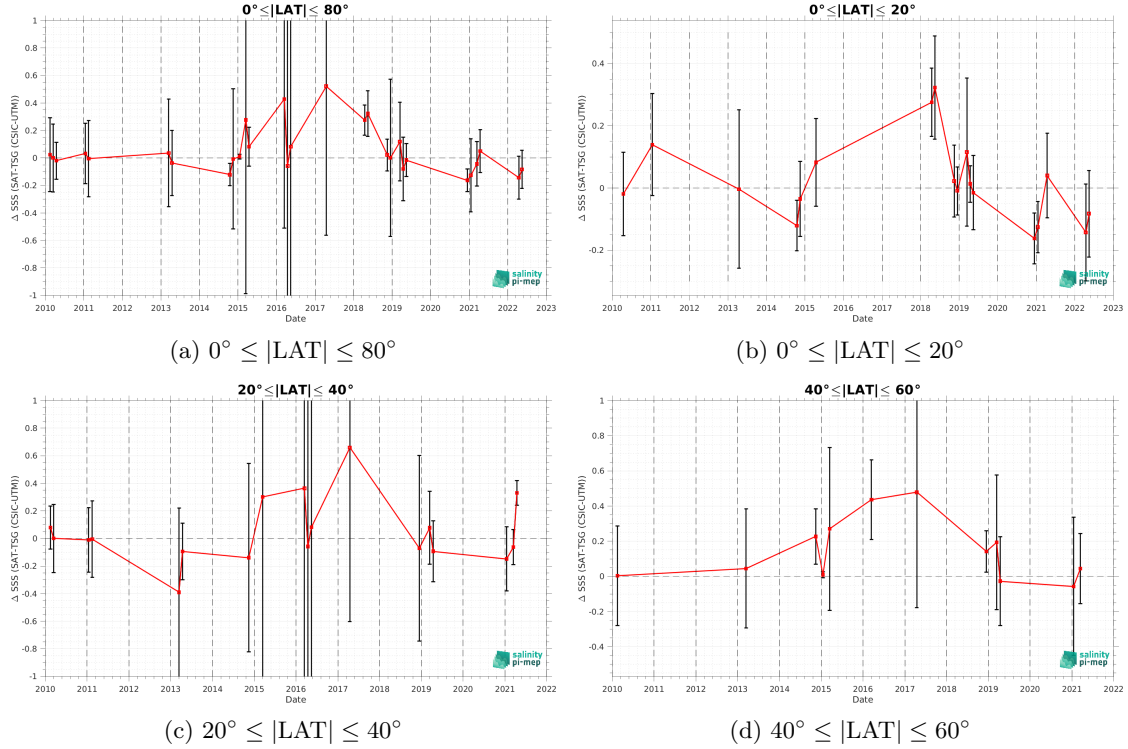 0°≤|LAT|≤ 80°
1
0.8
0.6
0.4
0.2
0
-0.2
-0.4
-0.6
-0.8
-1
Δ SSS (SAT-TSG (CSIC-UTM))
salinity
pi-mep
2010 2011 2012 2013 2014 2015 2016 2017 2018 2019 2020 2021 2022 2023
Date
(a) 0° ≤ |LAT| ≤ 80°
0°≤|LAT|≤ 20°
0.4
0.2
0
-0.2
Δ SSS (SAT-TSG (CSIC-UTM))
salinity
pi-mep
2010 2011 2012 2013 2014 2015 2016 2017 2018 2019 2020 2021 2022 2023
Date
(b) 0° ≤ |LAT| ≤ 20°
20°≤|LAT|≤ 40°
1
0.8
0.6
0.4
0.2
0
-0.2
-0.4
-0.6
-0.8
-1
Δ SSS (SAT-TSG (CSIC-UTM))
salinity
pi-mep
2010 2011 2012 2013 2014 2015 2016 2017 2018 2019 2020 2021 2022
Date
(c) 20° ≤ |LAT| ≤ 40°
40°≤|LAT|≤ 60°
1
0.8
0.6
0.4
0.2
0
-0.2
-0.4
Δ SSS (SAT-TSG (CSIC-UTM))
salinity
pi-mep
2010 2011 2012 2013 2014 2015 2016 2017 2018 2019 2020 2021 2022
Date
(d) 40° ≤ |LAT| ≤ 60°